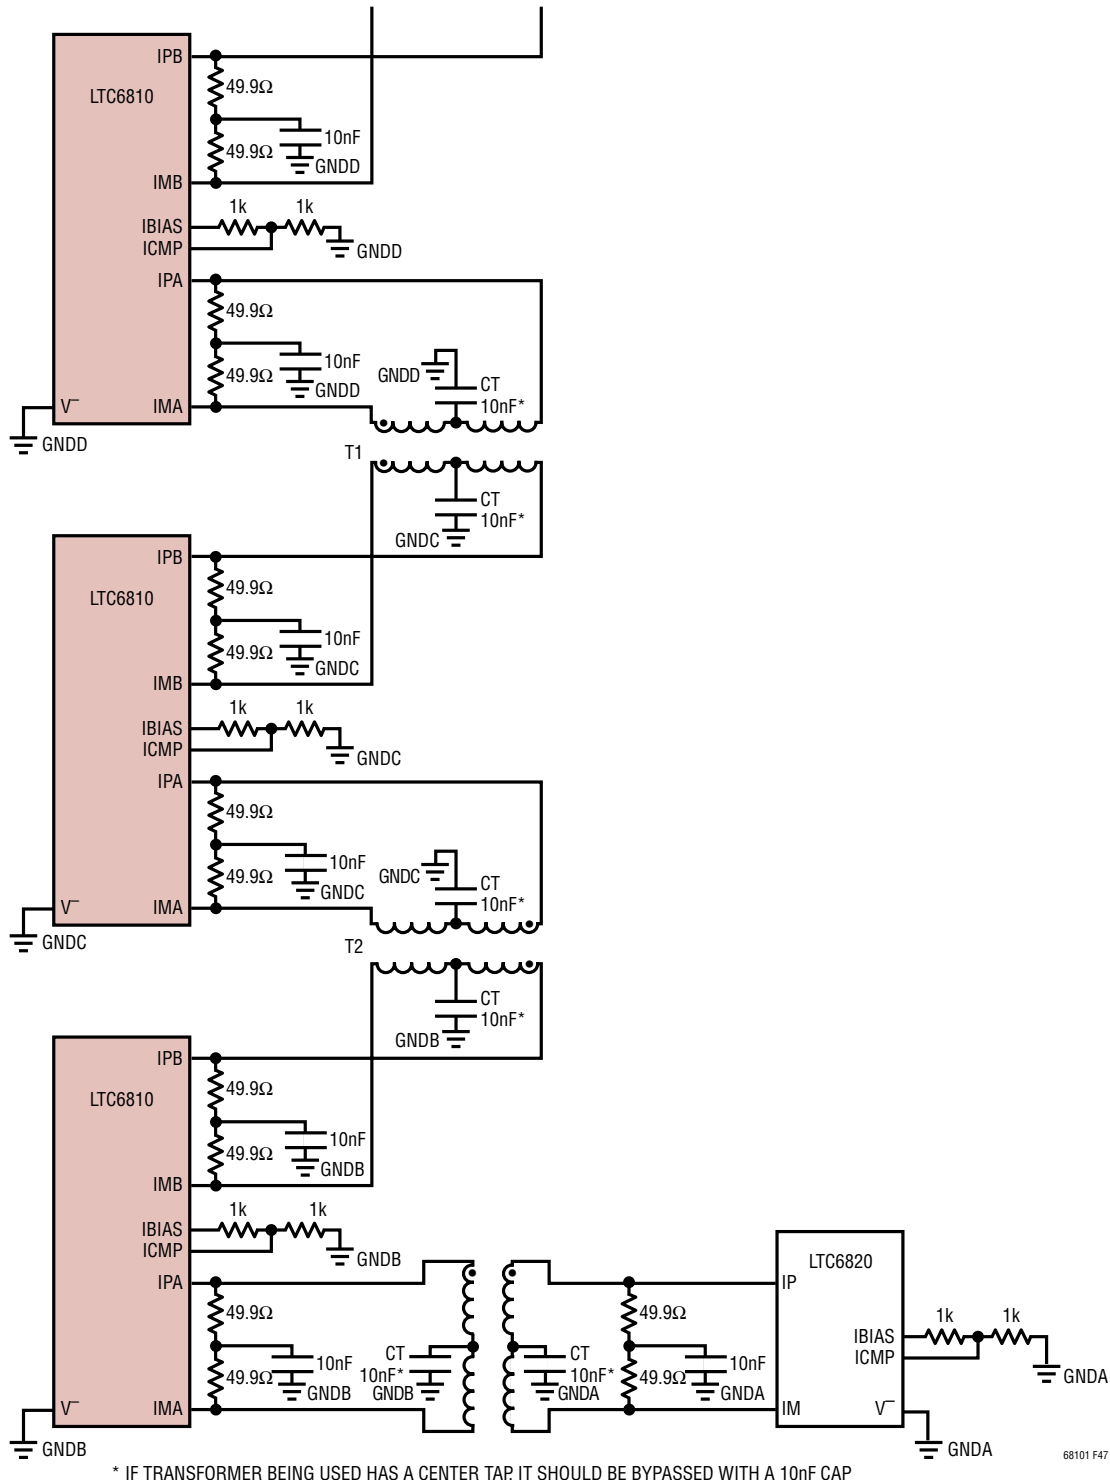 IPB
LTC6810
49.9Ω
10nF
49.9Ω
GNDD
IMB
1k 1k
IBIAS
ICMP
GNDD
IPA
49.9Ω
10nF
49.9Ω
GNDD
GNDD
CT
10nF*
V– IMA
GNDD
T1
CT
10nF*
GNDC
IPB
LTC6810
49.9Ω
10nF
49.9Ω
GNDC
IMB
1k 1k
IBIAS
ICMP
GNDC
IPA
49.9Ω
10nF
49.9Ω
GNDC
GNDC
CT
10nF*
V– IMA
GNDC
T2
CT
10nF*
GNDB
IPB
LTC6810
49.9Ω
10nF
49.9Ω
GNDB
IMB
1k 1k
IBIAS
ICMP
GNDB
IPA
49.9Ω
10nF
49.9Ω
GNDB
CT
10nF*
GNDB
V– IMA
GNDB
CT
10nF*
GNDA
49.9Ω
10nF
49.9Ω
GNDA
LTC6820
IP
IBIAS
ICMP
1k 1k
GNDA
IM V–
GNDA
68101 F47
* IF TRANSFORMER BEING USED HAS A CENTER TAP, IT SHOULD BE BYPASSED WITH A 10nF CAP